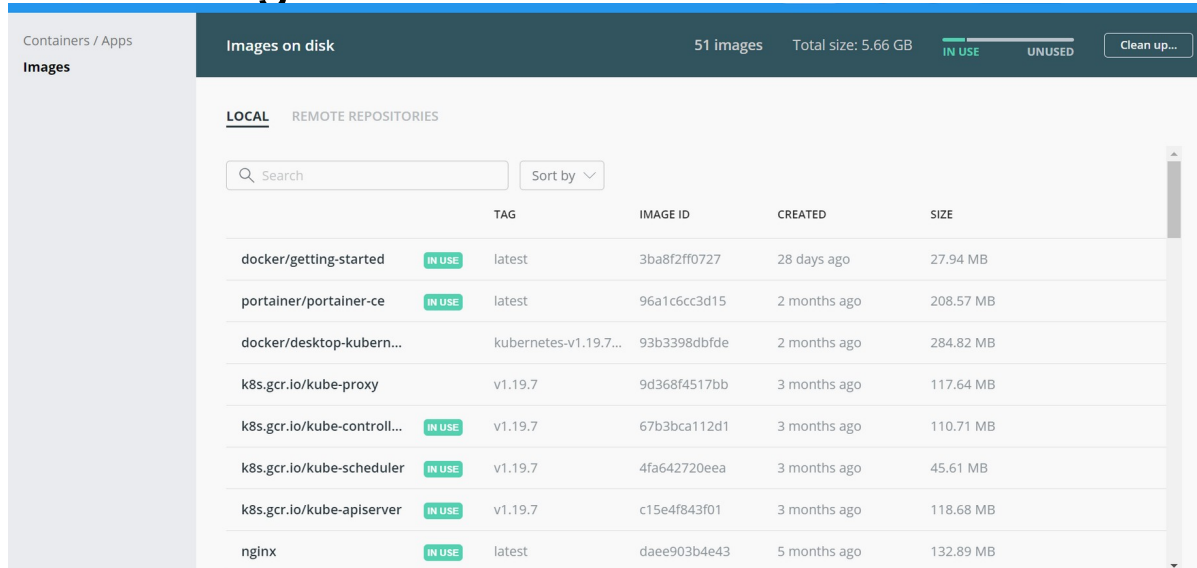 Containers / Apps
Images
Images on disk 51 images Total size: 5.66 GB IN USE UNUSED Clean up...
LOCAL REMOTE REPOSITORIES
Search Sort by
TAG IMAGE ID CREATED SIZE
docker/getting-started IN USE latest 3ba8f2ff0727 28 days ago 27.94 MB
portainer/portainer-ce IN USE latest 96a1c6cc3d15 2 months ago 208.57 MB
docker/desktop-kubern... kubernetes-v1.19.7... 93b3398dbfde 2 months ago 284.82 MB
k8s.gcr.io/kube-proxy v1.19.7 9d368f4517bb 3 months ago 117.64 MB
k8s.gcr.io/kube-controll... IN USE v1.19.7 67b3bca112d1 3 months ago 110.71 MB
k8s.gcr.io/kube-scheduler IN USE v1.19.7 4fa642720eea 3 months ago 45.61 MB
k8s.gcr.io/kube-apiserver IN USE v1.19.7 c15e4f843f01 3 months ago 118.68 MB
nginx IN USE latest daee903b4e43 5 months ago 132.89 MB